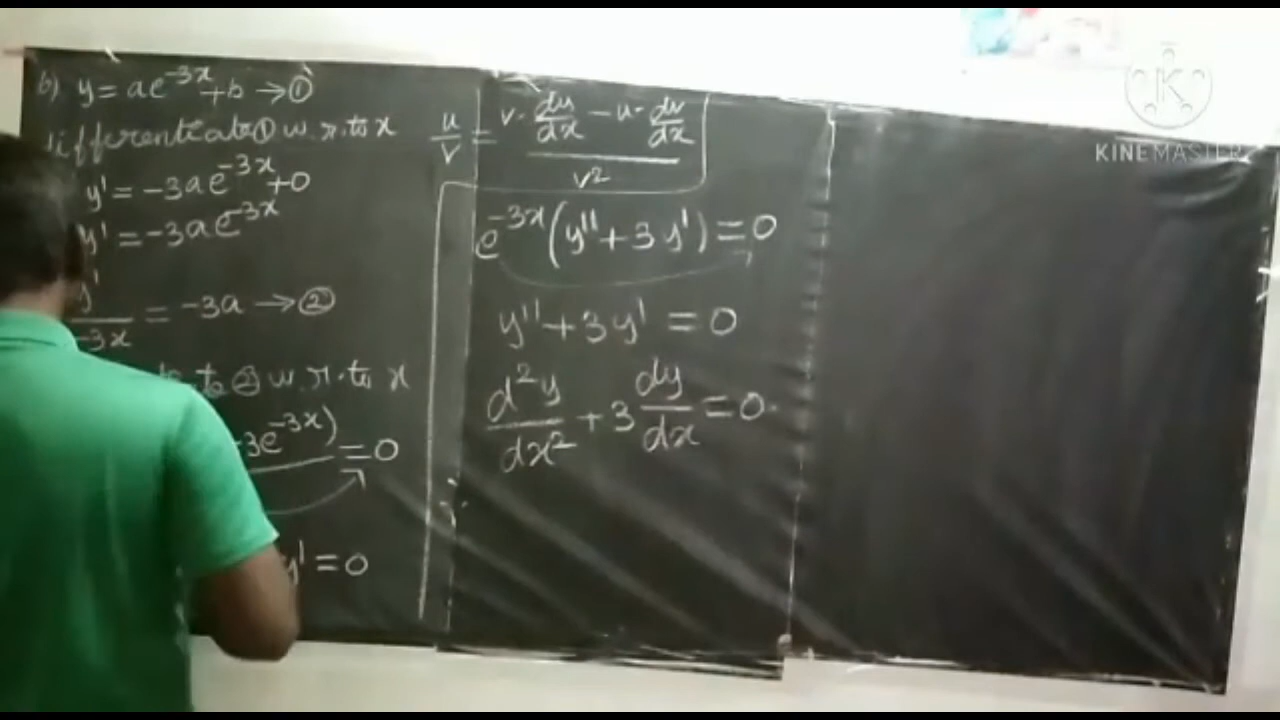 b) y = ae^{-3x} + b → ①
differentiate ① w.r.to x
y' = -3ae^{-3x} + 0
y' = -3ae^{-3x}
y'/-3x = -3a → ②
to ② w.r.to x
-3e^{-3x}) = 0
y' = 0
u/v = (v · du/dx - u · dv/dx)/v²
e^{-3x}(y'' + 3y') = 0
y'' + 3y' = 0
d²y/dx² + 3 dy/dx = 0.
K
KINEMASTER